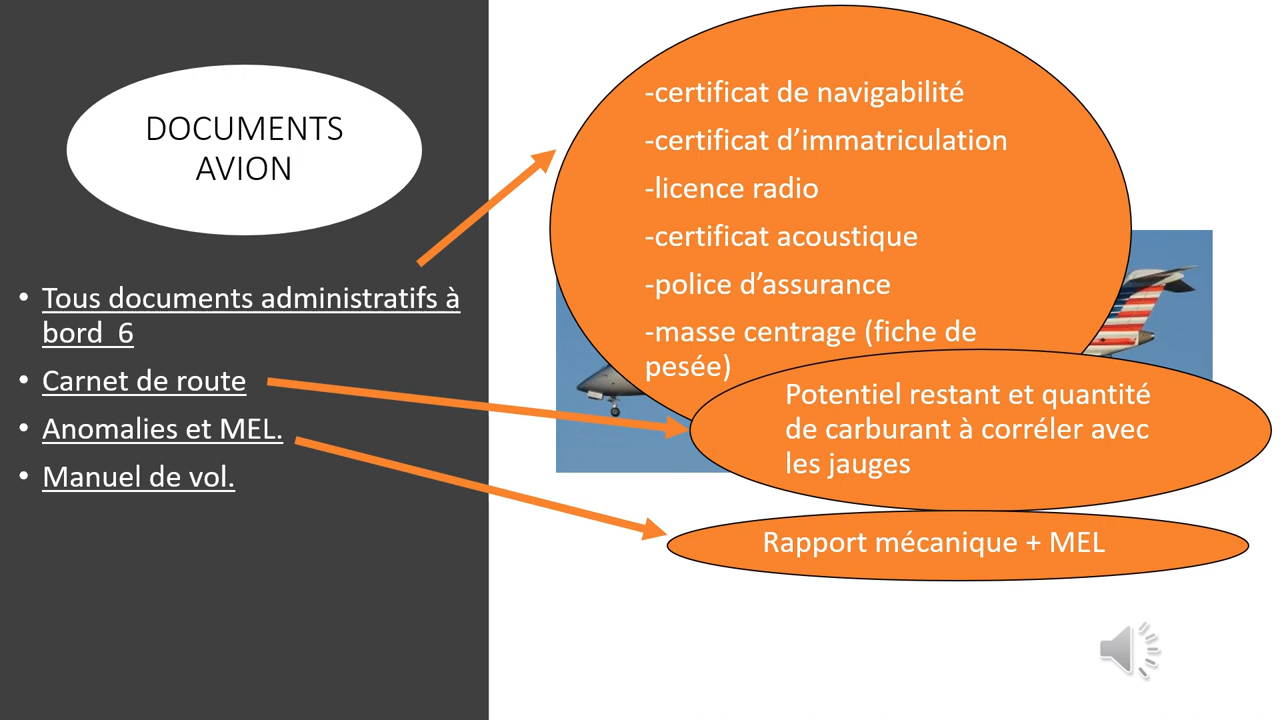 DOCUMENTS
AVION
• Tous documents administratifs à
bord 6
• Carnet de route
• Anomalies et MEL.
• Manuel de vol.
-certificat de navigabilité
-certificat d’immatriculation
-licence radio
-certificat acoustique
-police d’assurance
-masse centrage (fiche de
pesée)
Potentiel restant et quantité
de carburant à corréler avec
les jauges
Rapport mécanique + MEL